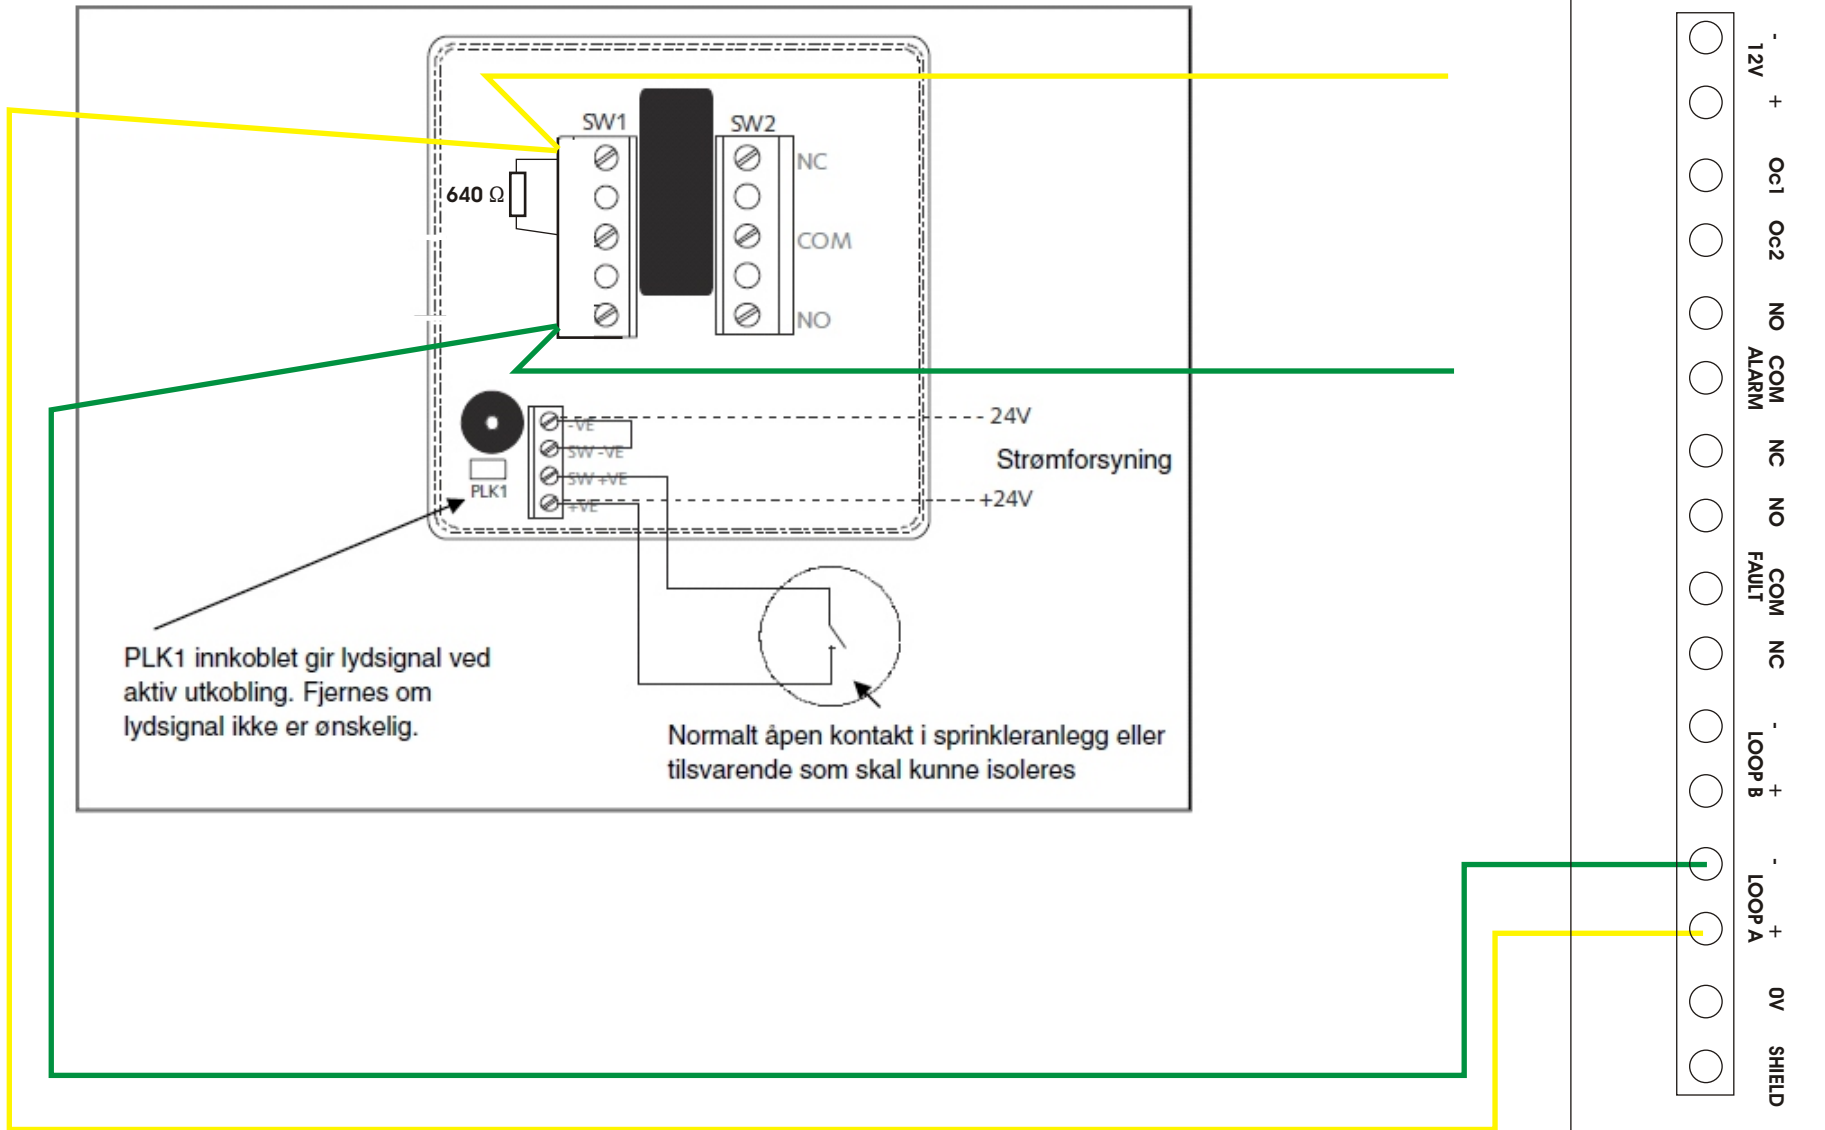 SW1
SW2
NC
640 Ω
COM
NO
-VE
SW -VE
SW +VE
+VE
PLK1
- 24V
Strømforsyning
+24V
PLK1 innkoblet gir lydsignal ved
aktiv utkobling. Fjernes om
lydsignal ikke er ønskelig.
Normalt åpen kontakt i sprinkleranlegg eller
tilsvarende som skal kunne isoleres
-
12V
+
Oc1
Oc2
NO
COM
ALARM
NC
NO
COM
FAULT
NC
-
LOOP B
+
-
LOOP A
+
0V
SHIELD